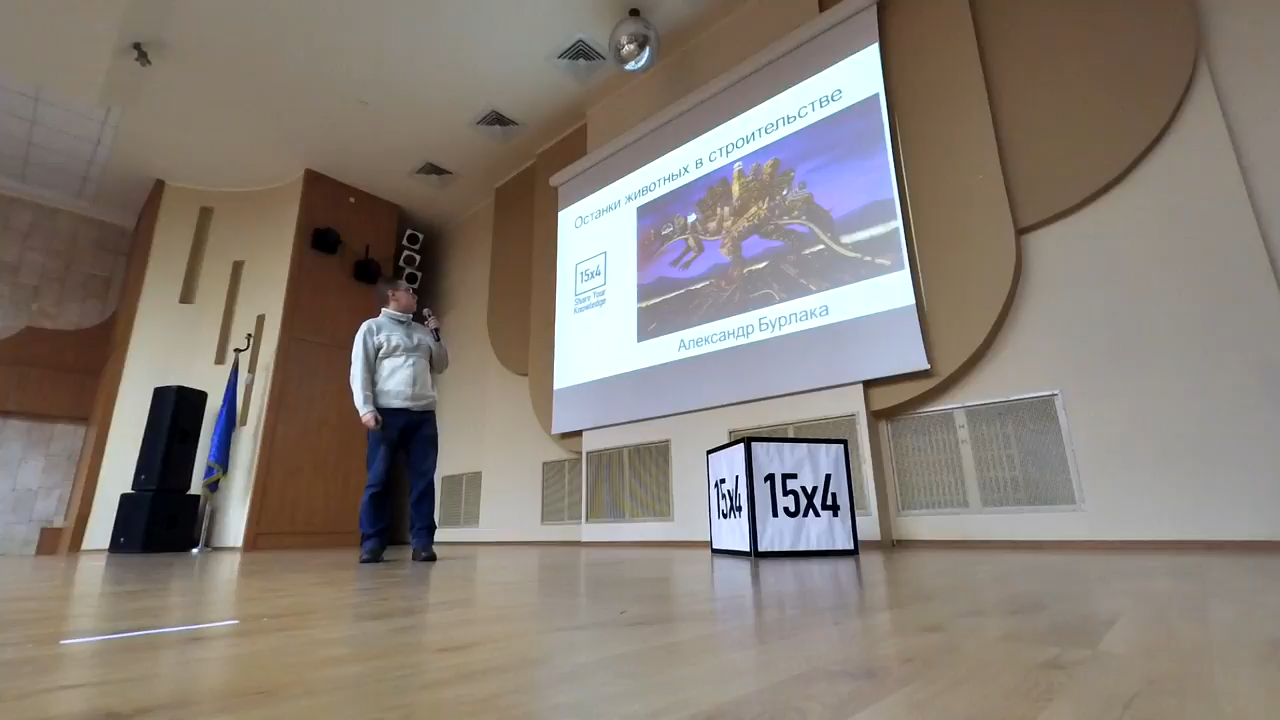 Останки животных в строительстве
15x4
Share Your
Knowledge
Александр Бурлака
15x4
15x4